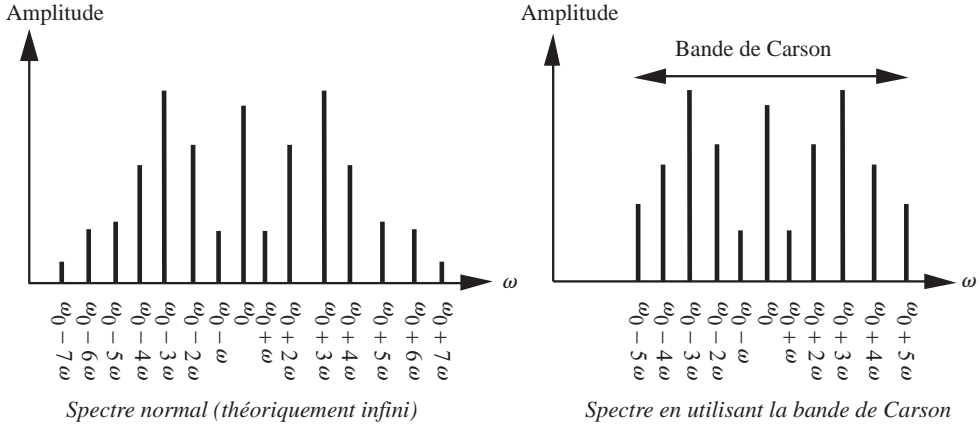 Amplitude
ω
ω0 − 7ω
ω0 − 6ω
ω0 − 5ω
ω0 − 4ω
ω0 − 3ω
ω0 − 2ω
ω0 − ω
ω0
ω0 + ω
ω0 + 2ω
ω0 + 3ω
ω0 + 4ω
ω0 + 5ω
ω0 + 6ω
ω0 + 7ω
Spectre normal (théoriquement infini)
Amplitude
Bande de Carson
ω
ω0 − 5ω
ω0 − 4ω
ω0 − 3ω
ω0 − 2ω
ω0 − ω
ω0
ω0 + ω
ω0 + 2ω
ω0 + 3ω
ω0 + 4ω
ω0 + 5ω
Spectre en utilisant la bande de Carson